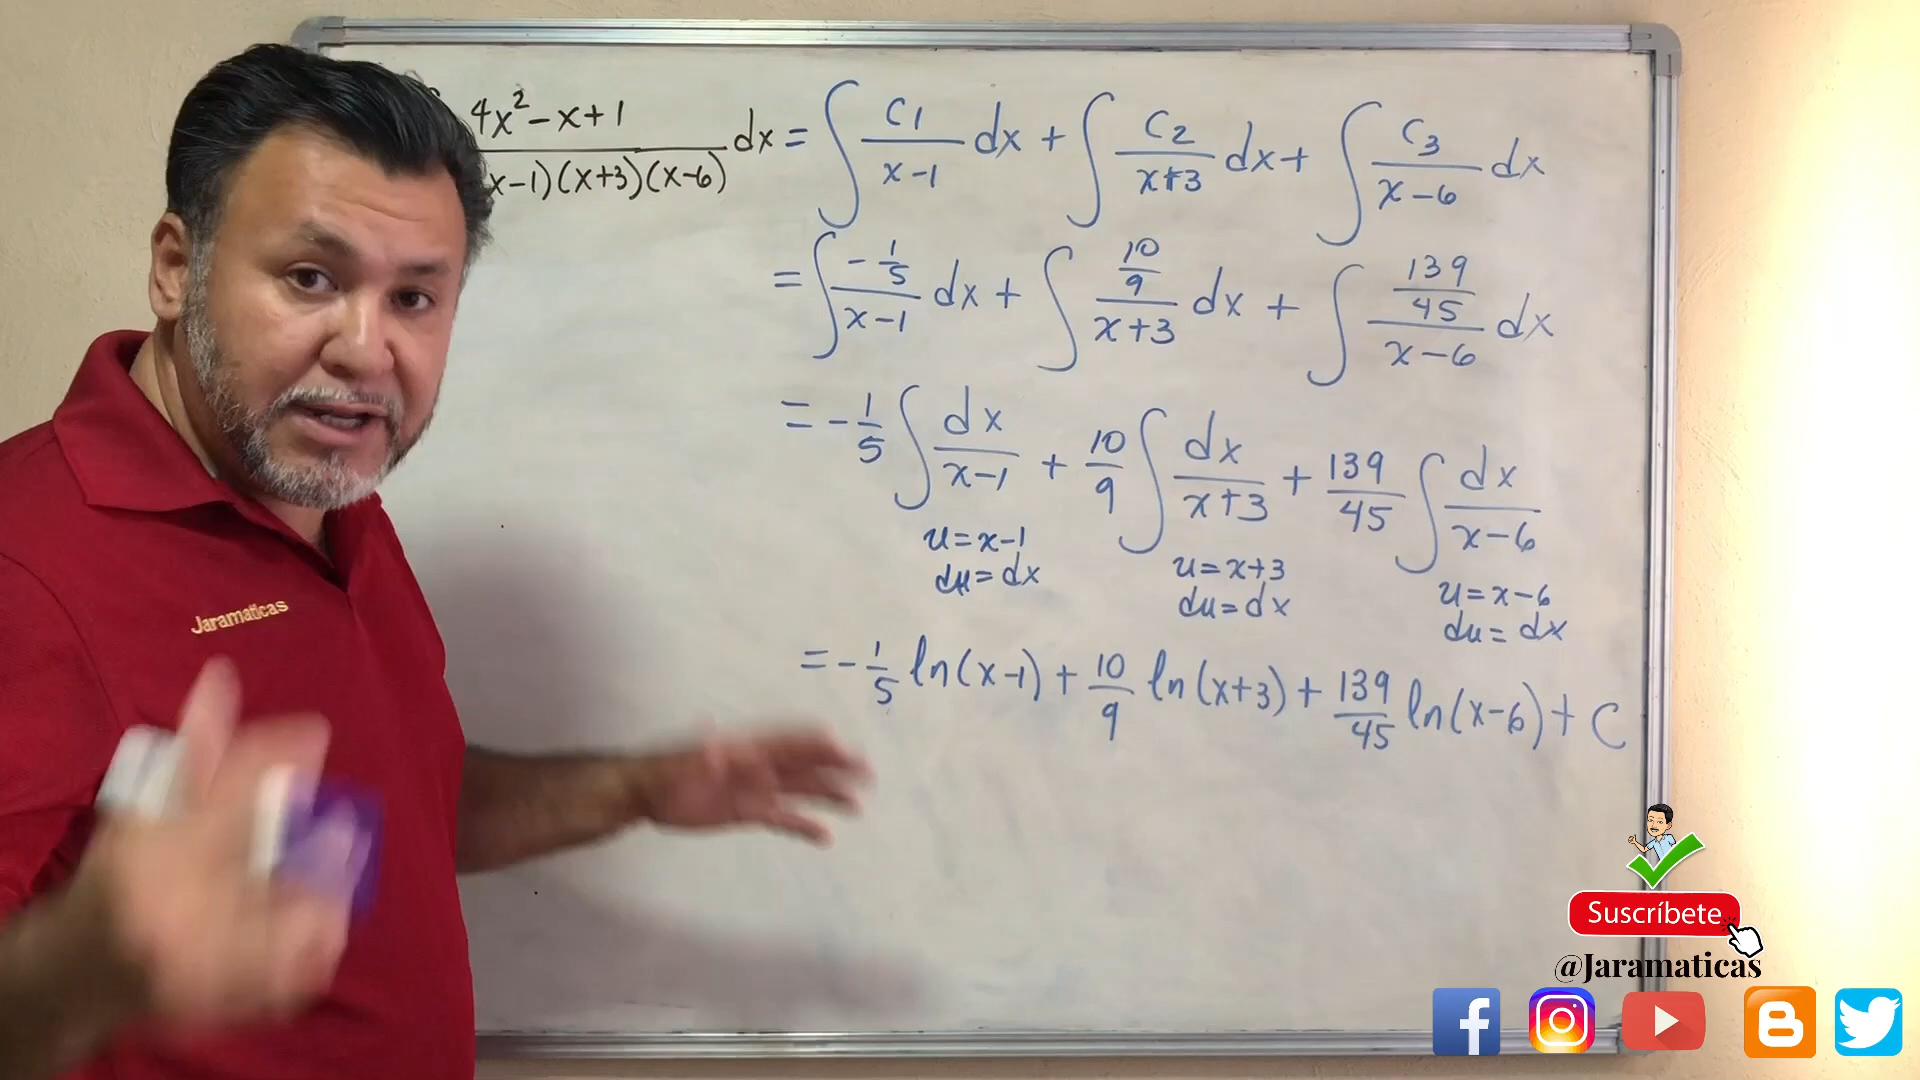 4x²-x+1
x-1)(x+3)(x-6) dx = ∫ C1/(x-1) dx + ∫ C2/(x+3) dx + ∫ C3/(x-6) dx
= ∫ (-1/5)/(x-1) dx + ∫ (10/9)/(x+3) dx + ∫ (139/45)/(x-6) dx
= -1/5 ∫ dx/(x-1) + 10/9 ∫ dx/(x+3) + 139/45 ∫ dx/(x-6)
u=x-1 u=x+3 u=x-6
du=dx du=dx du=dx
= -1/5 ln(x-1) + 10/9 ln(x+3) + 139/45 ln(x-6) + C
Jaramaticas
Suscríbete
@Jaramaticas